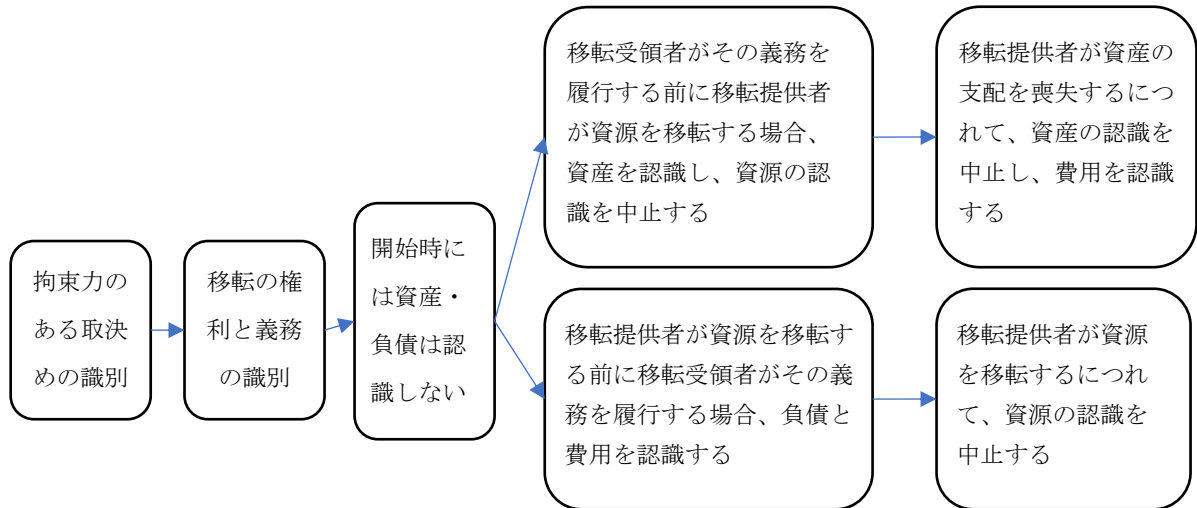 拘束力の
ある取決
めの識別
移転の権
利と義務
の識別
開始時に
は資産・
負債は認
識しない
移転受領者がその義務を
履行する前に移転提供者
が資源を移転する場合、
資産を認識し、資源の認
識を中止する
移転提供者が資産の
支配を喪失するにつ
れて、資産の認識を
中止し、費用を認識
する
移転提供者が資源を移転す
る前に移転受領者がその義
務を履行する場合、負債と
費用を認識する
移転提供者が資源
を移転するにつれ
て、資源の認識を
中止する